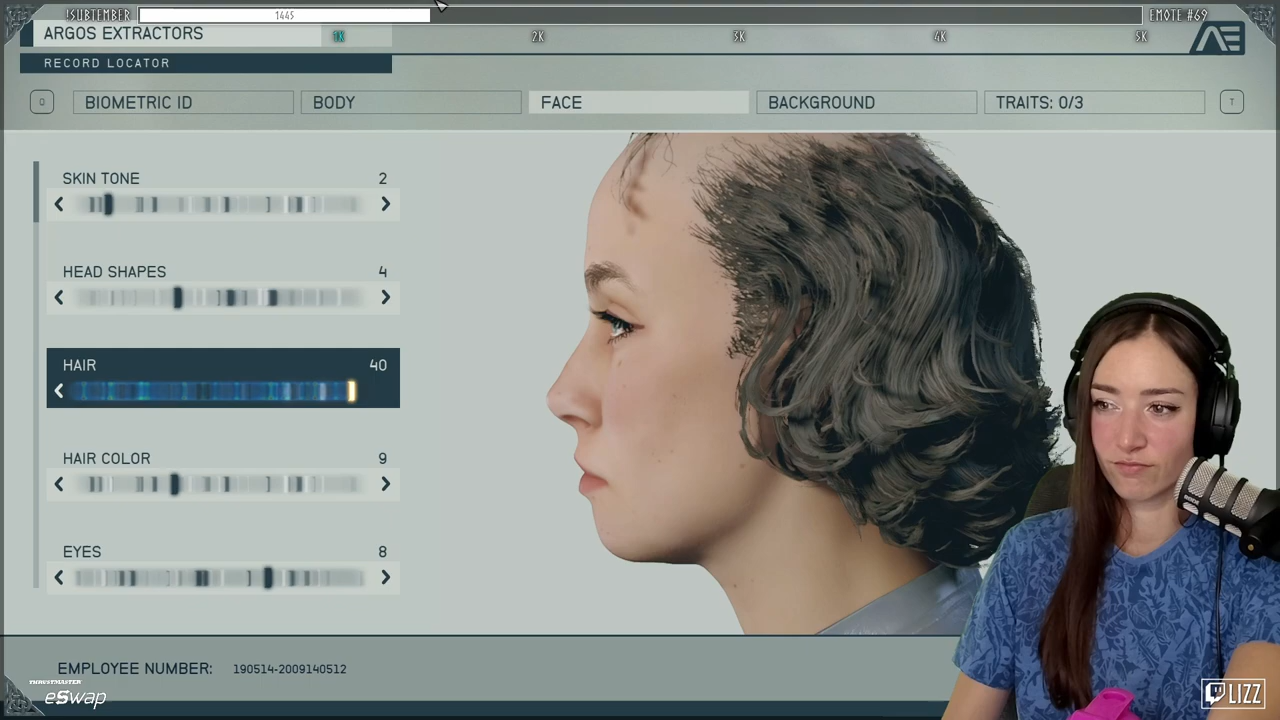 !SUBTEMBER 1445 EMOTE #69
ARGOS EXTRACTORS
1K 2K 3K 4K 5K
AE
RECORD LOCATOR
Q BIOMETRIC ID BODY FACE BACKGROUND TRAITS: 0/3 T
SKIN TONE 2
HEAD SHAPES 4
HAIR 40
HAIR COLOR 9
EYES 8
EMPLOYEE NUMBER: 190514-2009140512
THRUSTMASTER
eSwap
LIZZ